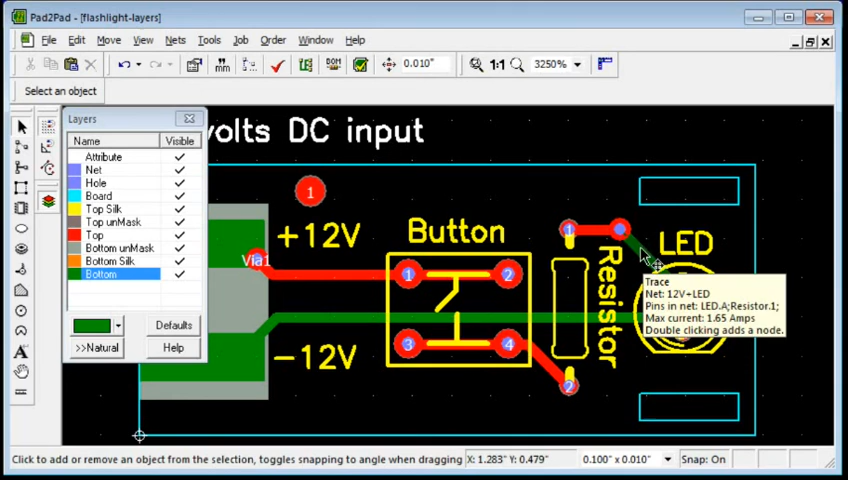 Pad2Pad - [flashlight-layers]
File Edit Move View Nets Tools Job Order Window Help
0.010" 1:1 3250%
Select an object
Layers
Name Visible
Attribute
Net
Hole
Board
Top Silk
Top unMask
Top
Bottom unMask
Bottom Silk
Bottom
Defaults
>>Natural Help
volts DC input
1
+12V
Button
1
LED
Via1
1 2
Resistor
-12V
3 4
2
Trace
Net: 12V+LED
Pins in net: LED.A;Resistor.1;
Max current: 1.65 Amps
Double clicking adds a node.
Click to add or remove an object from the selection, toggles snapping to angle when dragging X: 1.283" Y: 0.479" 0.100" x 0.010" Snap: On